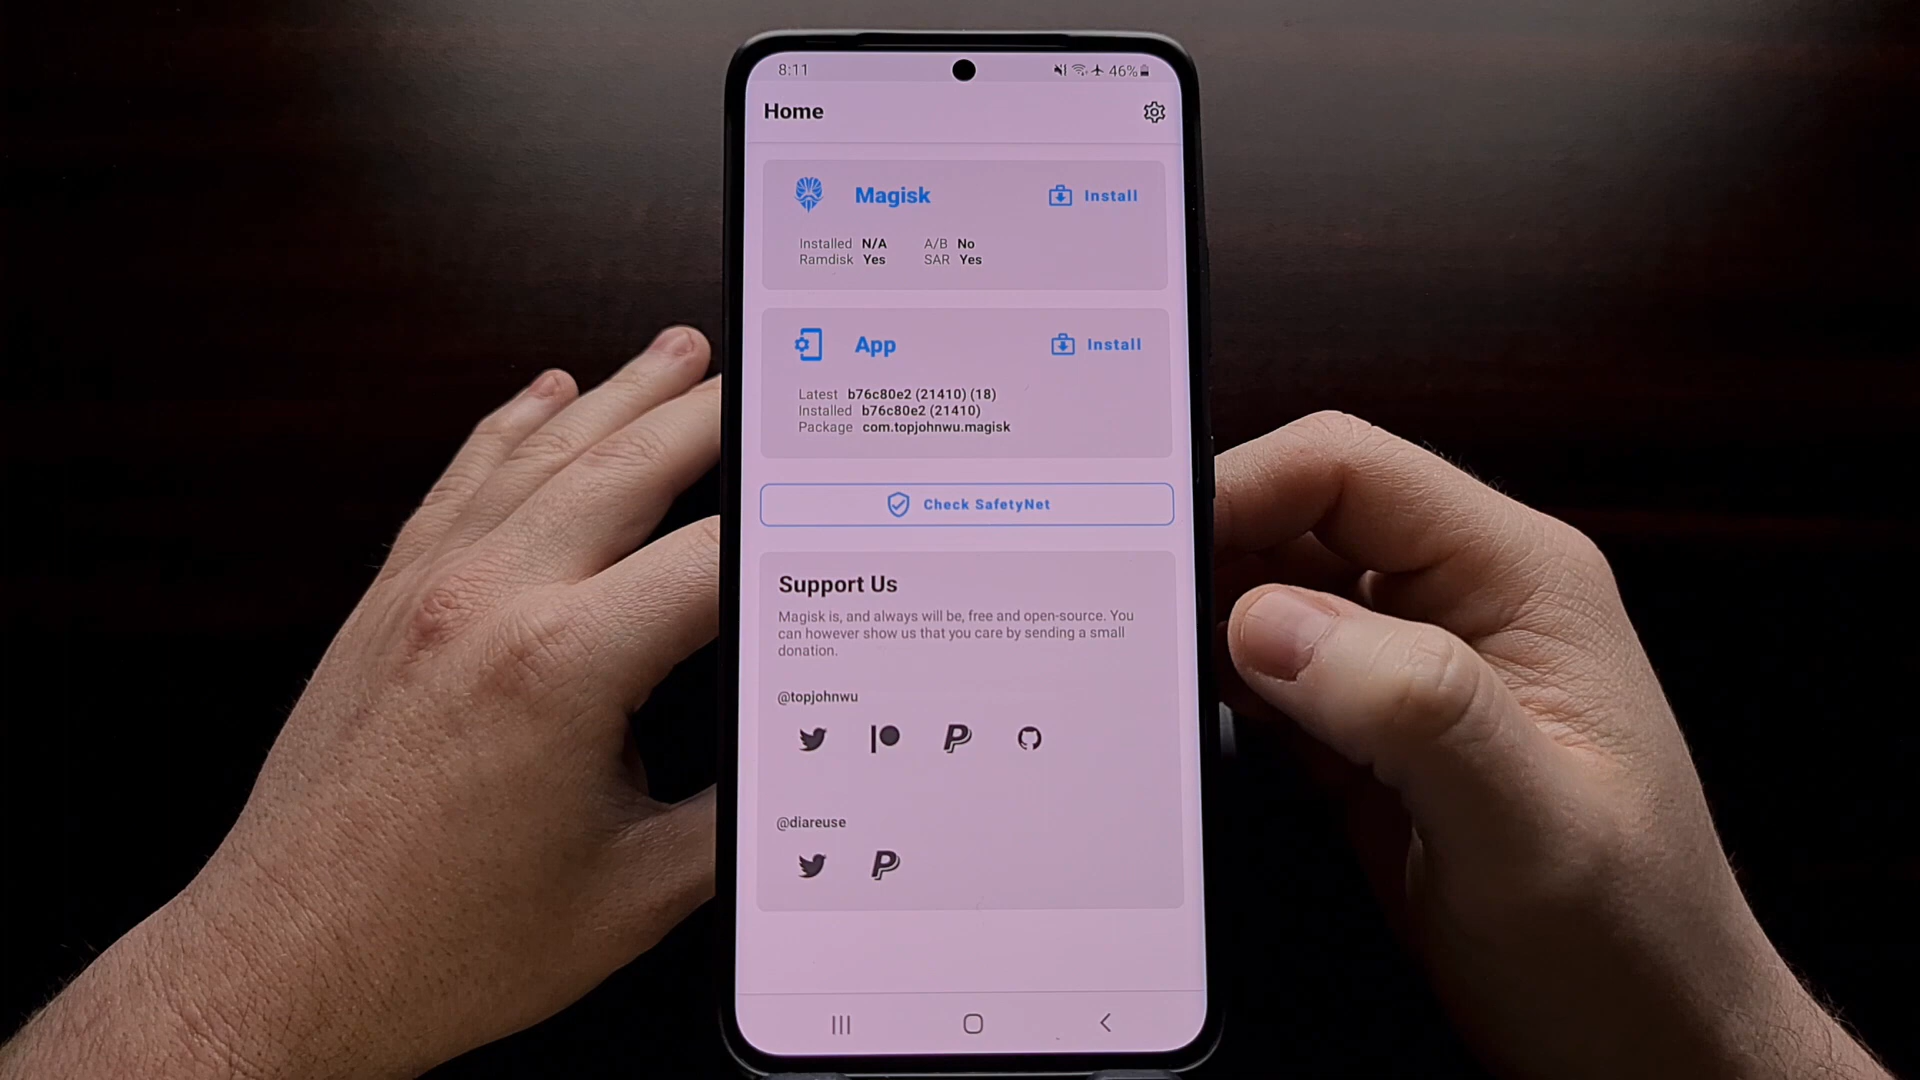 8:11 46%
Home
Magisk Install
Installed N/A A/B No
Ramdisk Yes SAR Yes
App Install
Latest b76c80e2 (21410) (18)
Installed b76c80e2 (21410)
Package com.topjohnwu.magisk
Check SafetyNet
Support Us
Magisk is, and always will be, free and open-source. You
can however show us that you care by sending a small
donation.
@topjohnwu
@diareuse